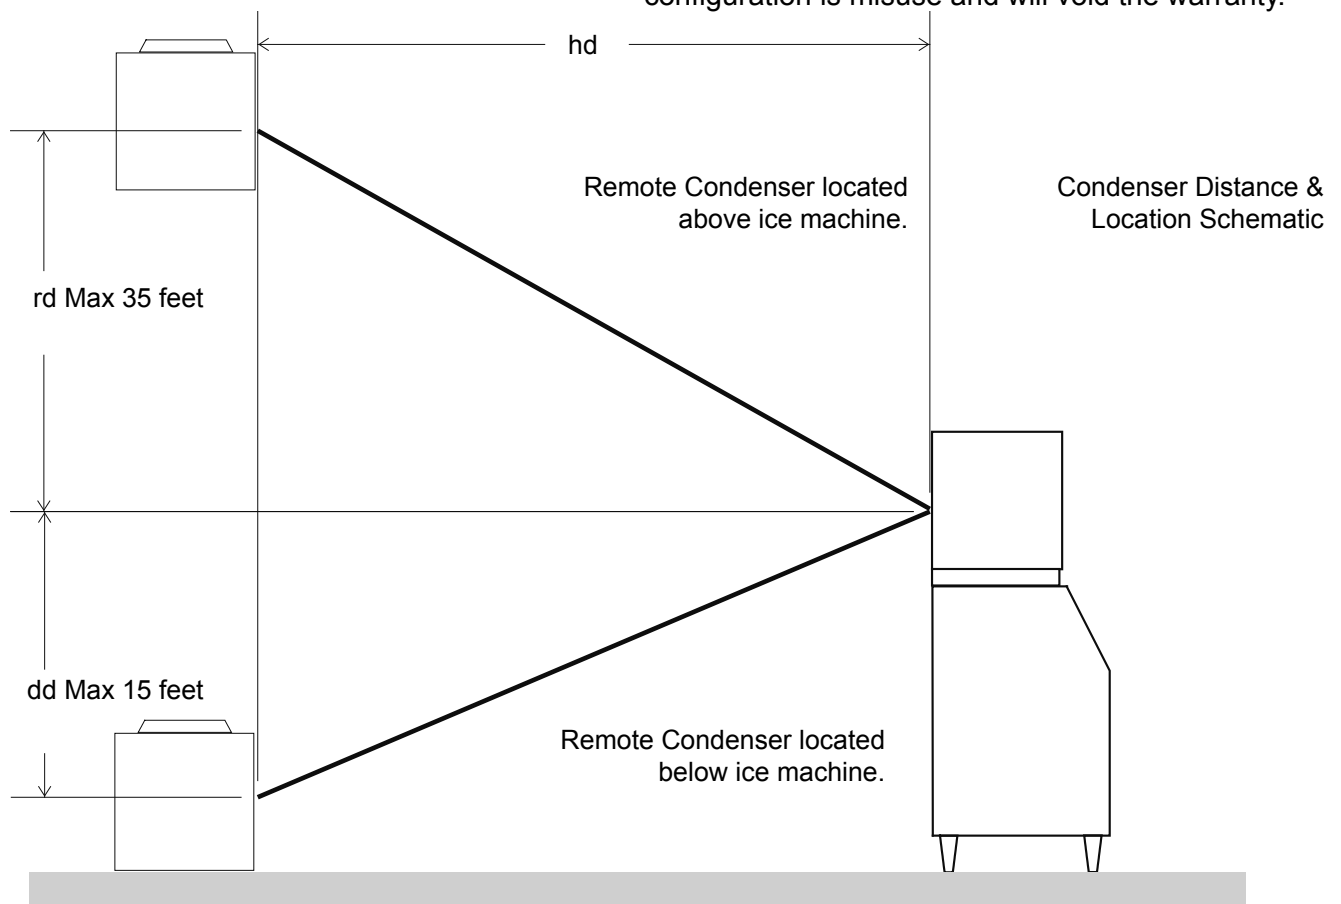 configuration is misuse and will void the warranty.
hd
Remote Condenser located
above ice machine.
Condenser Distance &
Location Schematic
rd Max 35 feet
dd Max 15 feet
Remote Condenser located
below ice machine.